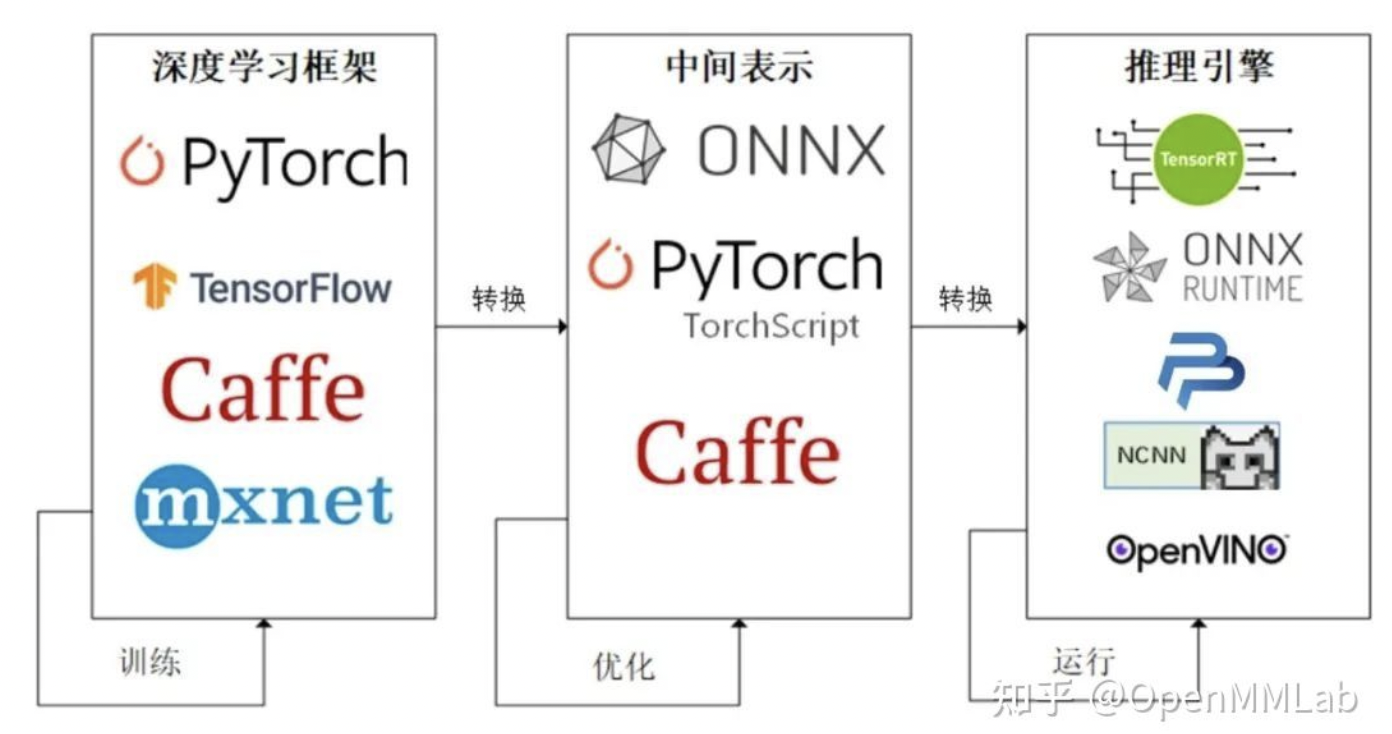 深度学习框架
PyTorch
TensorFlow
Caffe
mxnet
训练
转换
中间表示
ONNX
PyTorch
TorchScript
Caffe
优化
转换
推理引擎
TensorRT
ONNX
RUNTIME
NCNN
OpenVINO
运行
知乎 @OpenMMLab